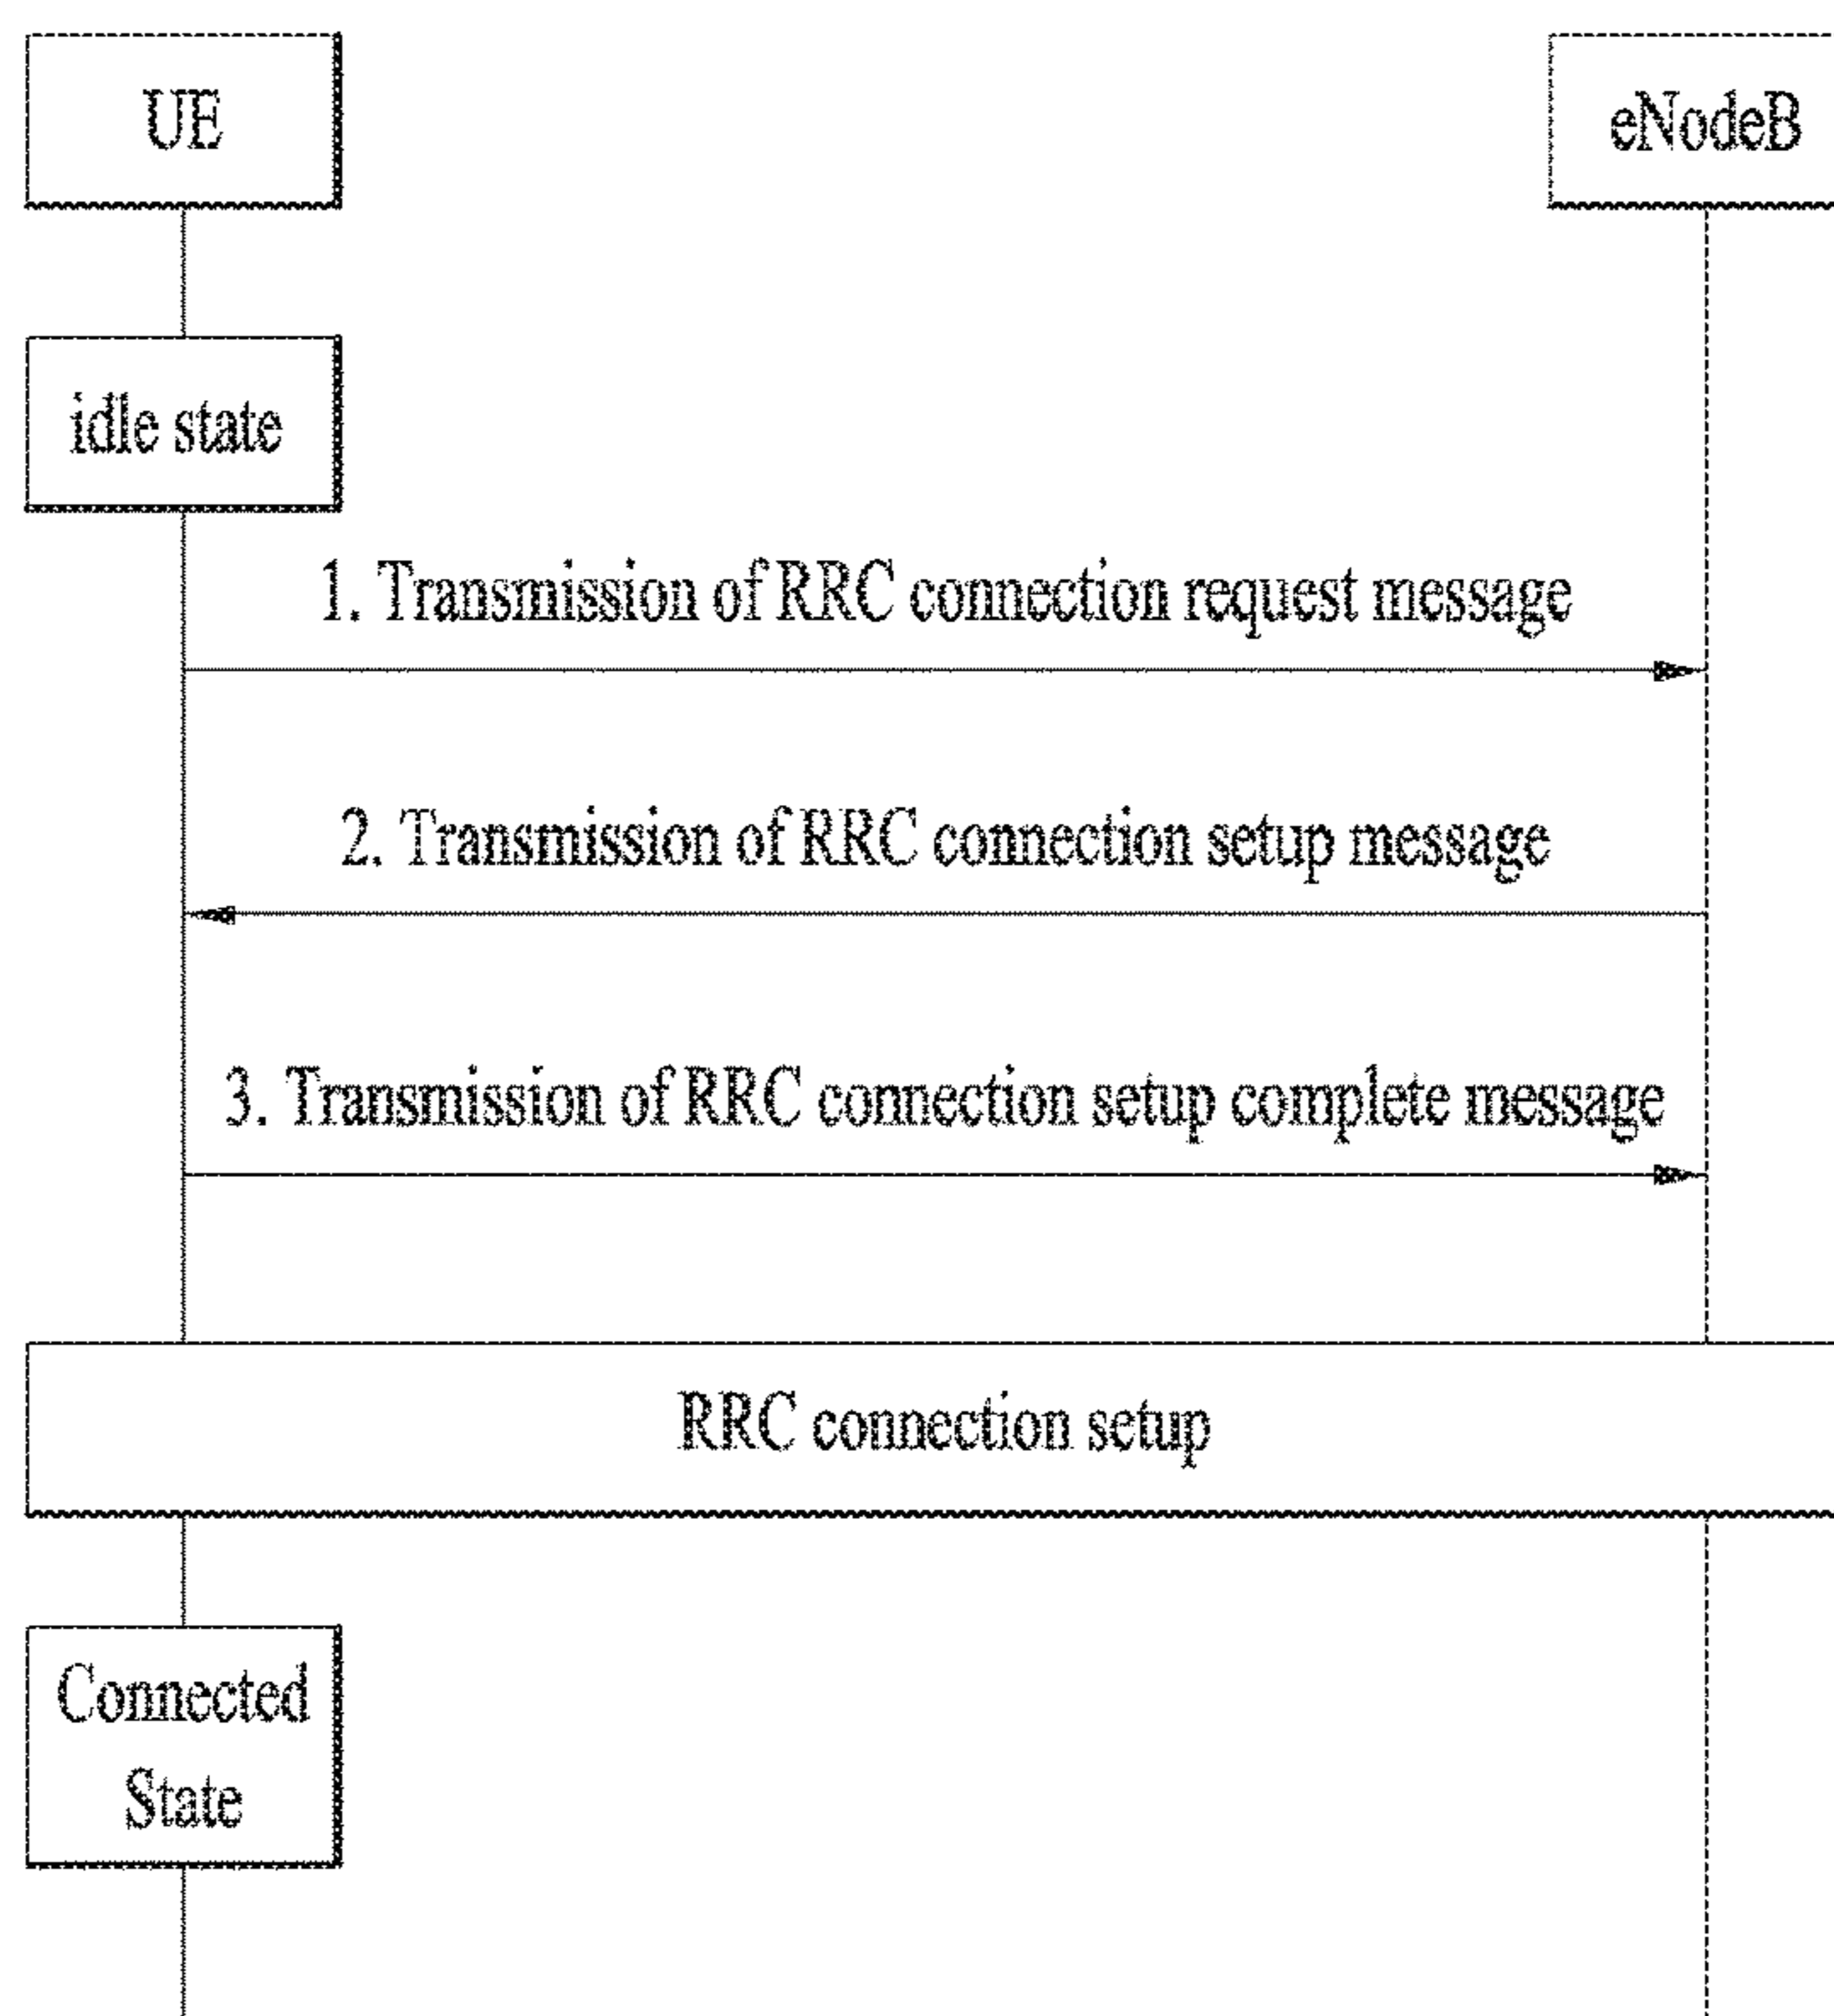 UE
eNodeB
idle state
1. Transmission of RRC connection request message
2. Transmission of RRC connection setup message
3. Transmission of RRC connection setup complete message
RRC connection setup
Connected
State